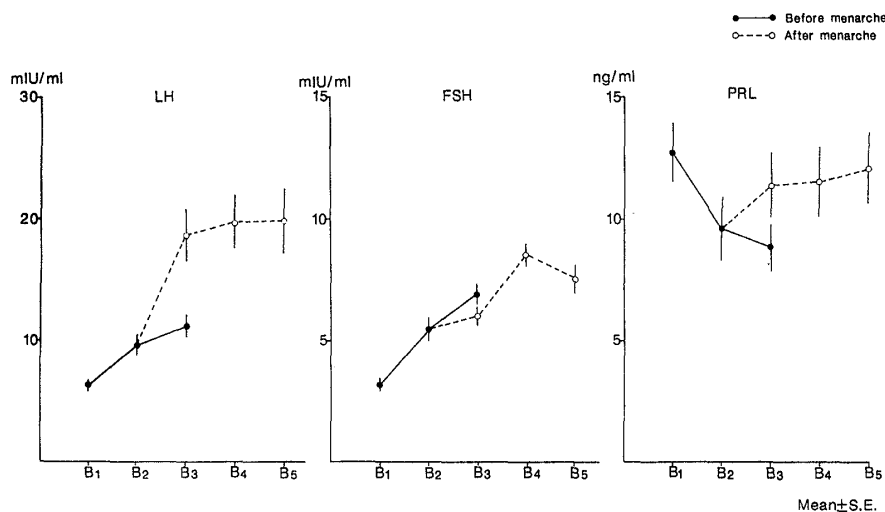 Before menarche
After menarche
mIU/ml
LH
30
20
10
B1 B2 B3 B4 B5
mIU/ml
FSH
15
10
5
B1 B2 B3 B4 B5
ng/ml
PRL
15
10
5
B1 B2 B3 B4 B5
Mean±S.E.